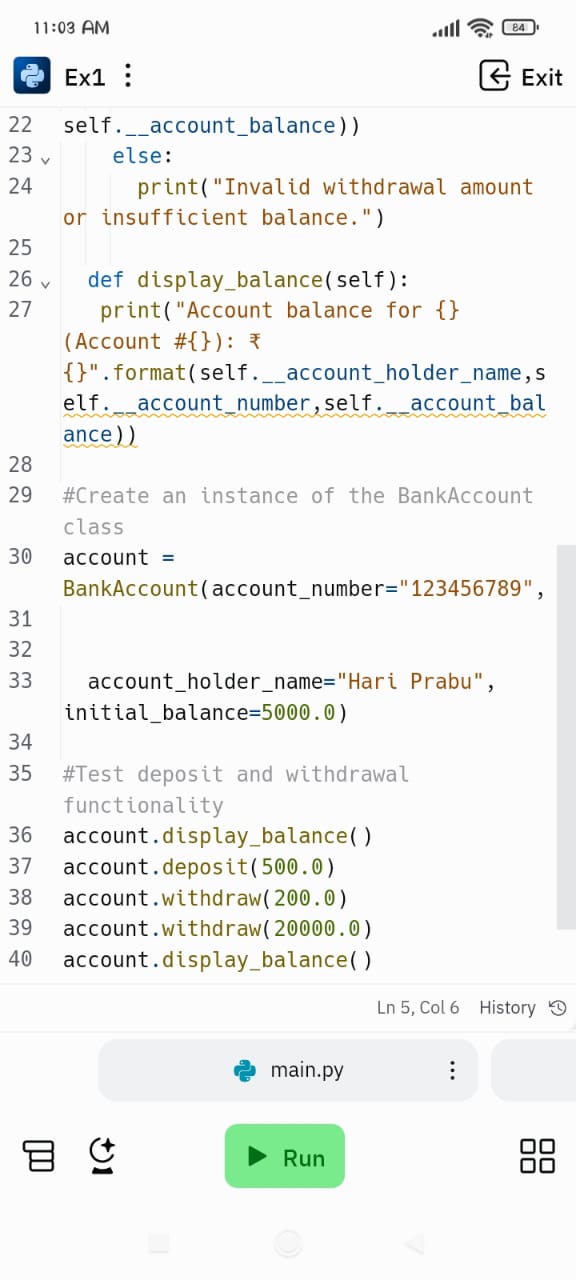 11:03 AM
84
Ex1
Exit
22 self.__account_balance))
23 else:
24 print("Invalid withdrawal amount
or insufficient balance.")
25
26 def display_balance(self):
27 print("Account balance for {}
(Account #{}): ₹
{}".format(self.__account_holder_name,s
elf.__account_number,self.__account_bal
ance))
28
29 #Create an instance of the BankAccount
class
30 account =
BankAccount(account_number="123456789",
31
32
33 account_holder_name="Hari Prabu",
initial_balance=5000.0)
34
35 #Test deposit and withdrawal
functionality
36 account.display_balance()
37 account.deposit(500.0)
38 account.withdraw(200.0)
39 account.withdraw(20000.0)
40 account.display_balance()
Ln 5, Col 6 History
main.py
Run